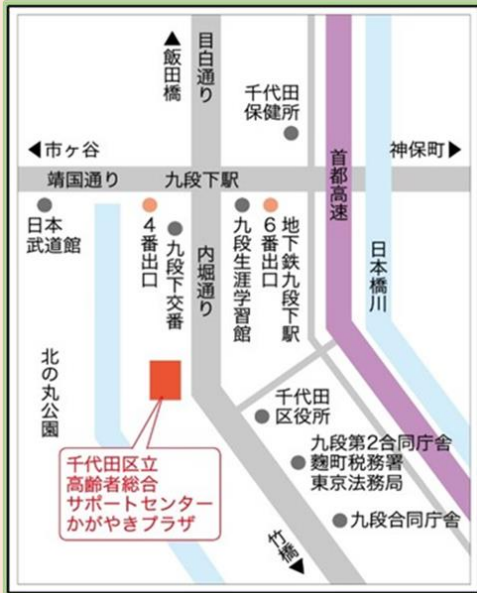 ▲飯田橋
目白通り
千代田
保健所
首都高速
◀市ヶ谷
神保町▶
靖国通り
九段下駅
日本
武道館
4番出口
九段下交番
内堀通り
九段生涯学習館
6番出口
地下鉄九段下駅
日本橋川
北の丸公園
千代田
区役所
千代田区立
高齢者総合
サポートセンター
かがやきプラザ
九段第2合同庁舎
麴町税務署
東京法務局
九段合同庁舎
竹橋▶